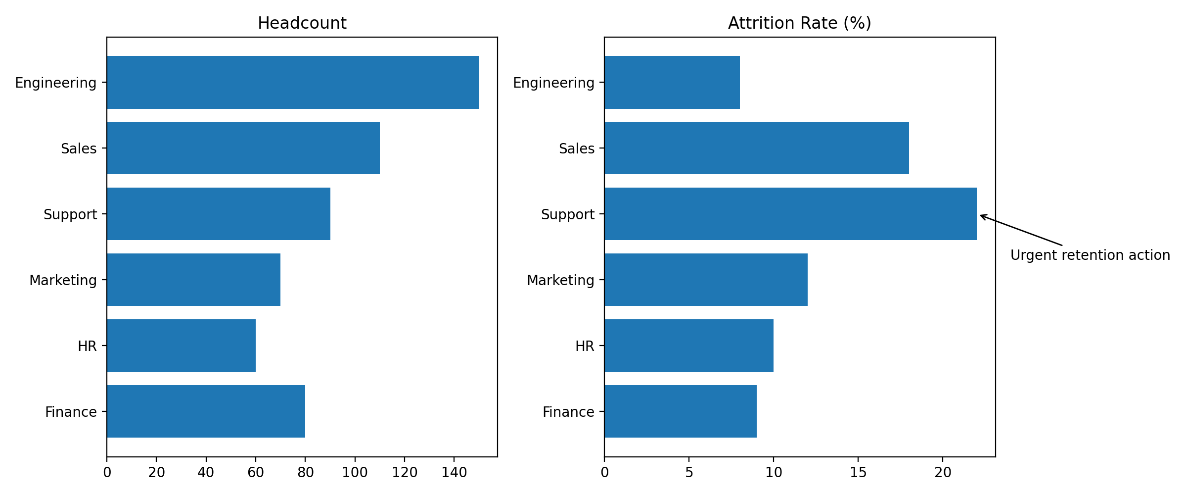 Headcount
Engineering
Sales
Support
Marketing
HR
Finance
0 20 40 60 80 100 120 140
Attrition Rate (%)
Engineering
Sales
Support
Marketing
HR
Finance
0 5 10 15 20
Urgent retention action